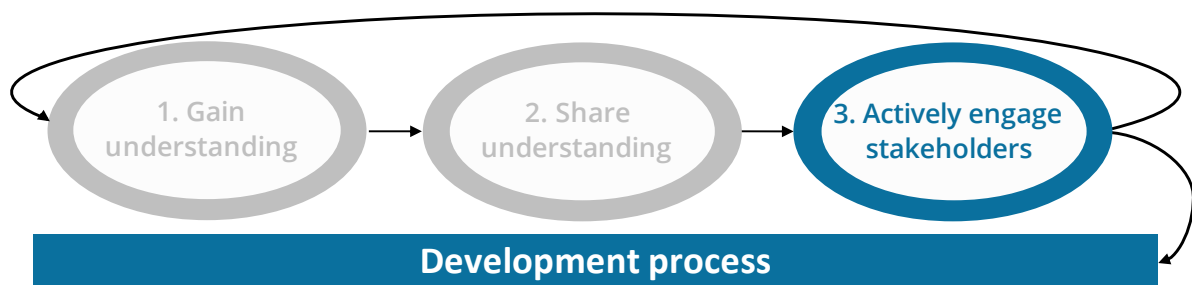 1. Gain
understanding
2. Share
understanding
3. Actively engage
stakeholders
Development process